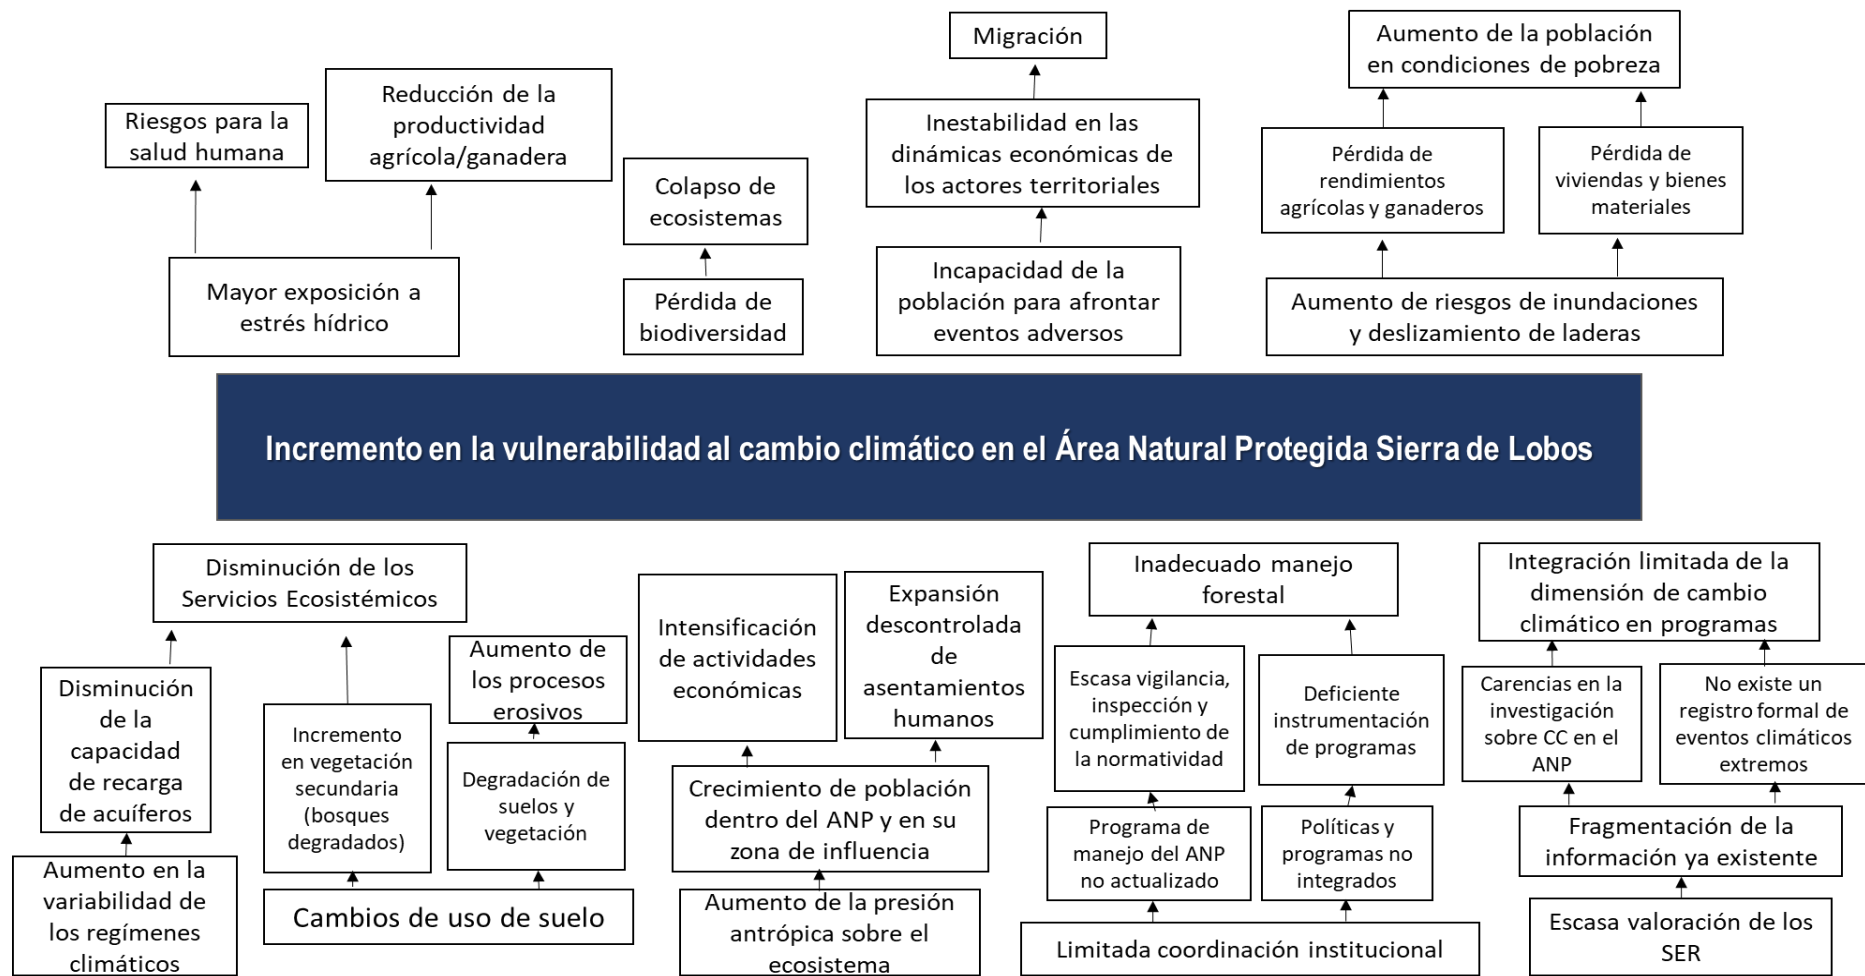 Migración
Aumento de la población
en condiciones de pobreza
Riesgos para la
salud humana
Reducción de la
productividad
agrícola/ganadera
Colapso de
ecosistemas
Inestabilidad en las
dinámicas económicas de
los actores territoriales
Pérdida de
rendimientos
agrícolas y ganaderos
Pérdida de
viviendas y bienes
materiales
Mayor exposición a
estrés hídrico
Pérdida de
biodiversidad
Incapacidad de la
población para afrontar
eventos adversos
Aumento de riesgos de inundaciones
y deslizamiento de laderas
Incremento en la vulnerabilidad al cambio climático en el Área Natural Protegida Sierra de Lobos
Disminución de los
Servicios Ecosistémicos
Intensificación
de actividades
económicas
Expansión
descontrolada
de
asentamientos
humanos
Inadecuado manejo
forestal
Integración limitada de la
dimensión de cambio
climático en programas
Disminución
de la
capacidad
de recarga
de acuíferos
Incremento
en vegetación
secundaria
(bosques
degradados)
Aumento de
los procesos
erosivos
Degradación de
suelos y
vegetación
Crecimiento de población
dentro del ANP y en su
zona de influencia
Escasa vigilancia,
inspección y
cumplimiento de
la normatividad
Deficiente
instrumentación
de programas
Carencias en la
investigación
sobre CC en el
ANP
No existe un
registro formal de
eventos climáticos
extremos
Programa de
manejo del ANP
no actualizado
Políticas y
programas no
integrados
Fragmentación de la
información ya existente
Aumento en la
variabilidad de
los regímenes
climáticos
Cambios de uso de suelo
Aumento de la presión
antrópica sobre el
ecosistema
Limitada coordinación institucional
Escasa valoración de los
SER